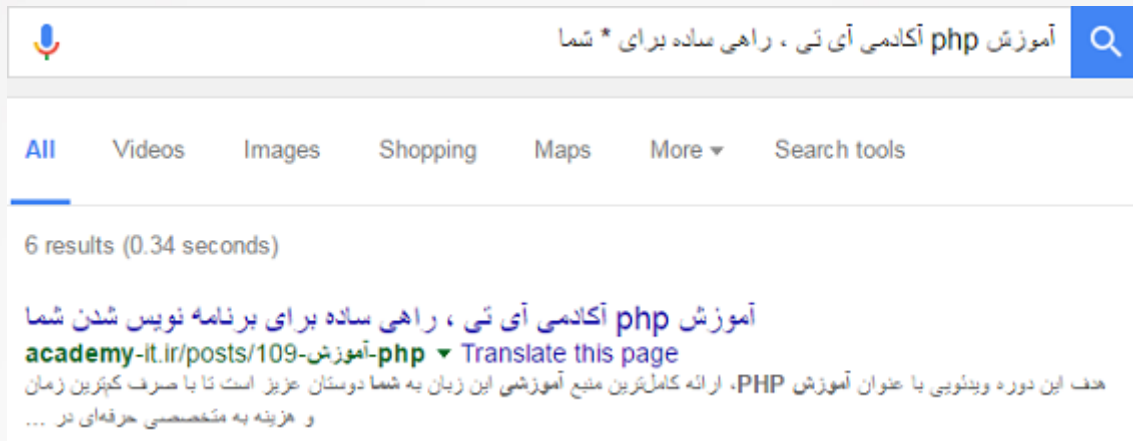 آموزش php آکادمی آی تی ، راهی ساده برای * شما
All Videos Images Shopping Maps More Search tools
6 results (0.34 seconds)
آموزش php آکادمی آی تی ، راهی ساده برای برنامه نویس شدن شما
academy-it.ir/posts/109-آموزش-php Translate this page
هدف این دوره ویدئویی با عنوان آموزش PHP، ارائه کامل‌ترین منبع آموزشی این زبان به شما دوستان عزیز است تا با صرف کم‌ترین زمان
و هزینه به متخصصی حرفه‌ای در ...